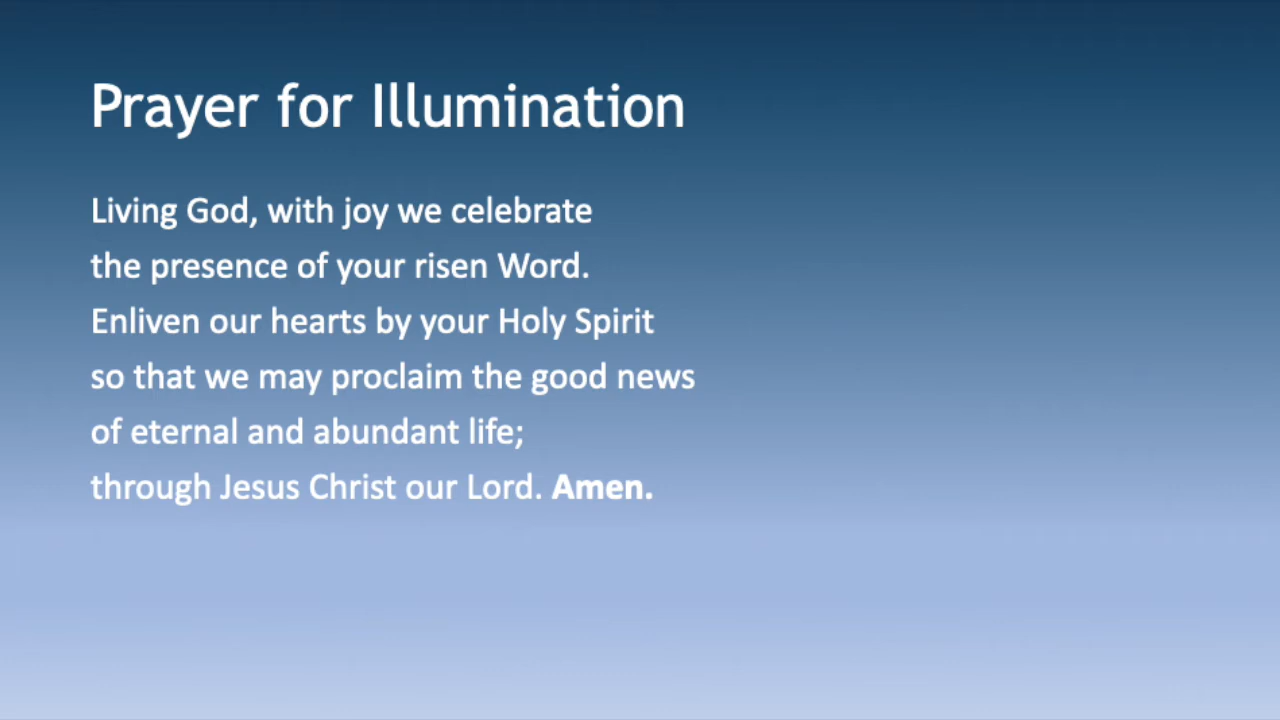 Prayer for Illumination
Living God, with joy we celebrate
the presence of your risen Word.
Enliven our hearts by your Holy Spirit
so that we may proclaim the good news
of eternal and abundant life;
through Jesus Christ our Lord. Amen.